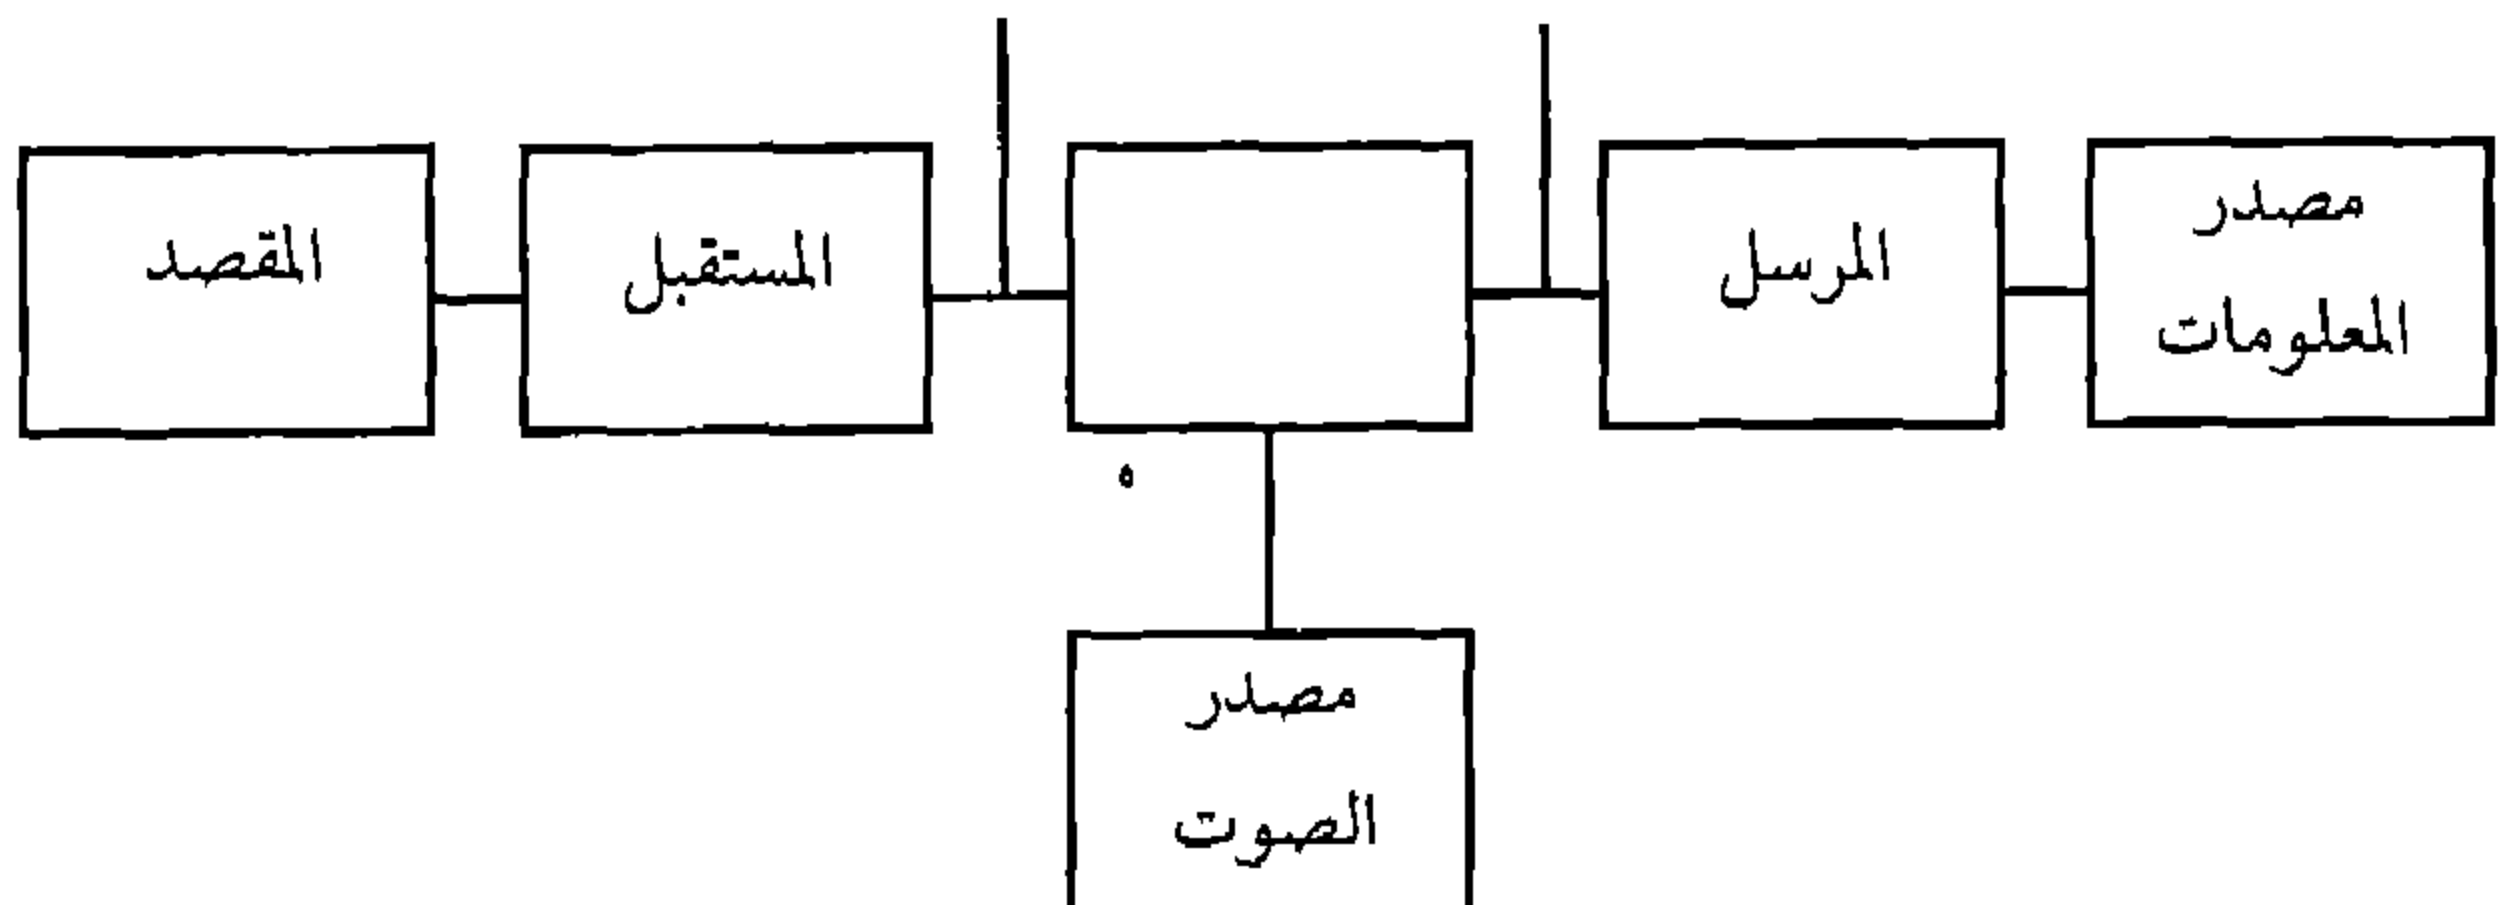 مصدر
المعلومات
المرسل
المستقبل
المقصد
مصدر
الصوت